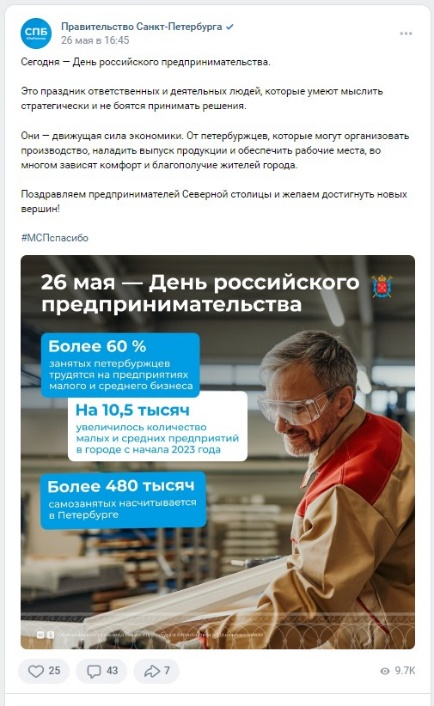 СПБ
Правительство Санкт-Петербурга
26 мая в 16:45
Сегодня — День российского предпринимательства.
Это праздник ответственных и деятельных людей, которые умеют мыслить
стратегически и не боятся принимать решения.
Они — движущая сила экономики. От петербуржцев, которые могут организовать
производство, наладить выпуск продукции и обеспечить рабочие места, во
многом зависят комфорт и благополучие жителей города.
Поздравляем предпринимателей Северной столицы и желаем достигнуть новых
вершин!
#МСПспасибо
26 мая — День российского
предпринимательства
Более 60 %
занятых петербуржцев
трудятся на предприятиях
малого и среднего бизнеса
На 10,5 тысяч
увеличилось количество
малых и средних предприятий
в городе с начала 2023 года
Более 480 тысяч
самозанятых насчитывается
в Петербурге
25
43
7
9.7K